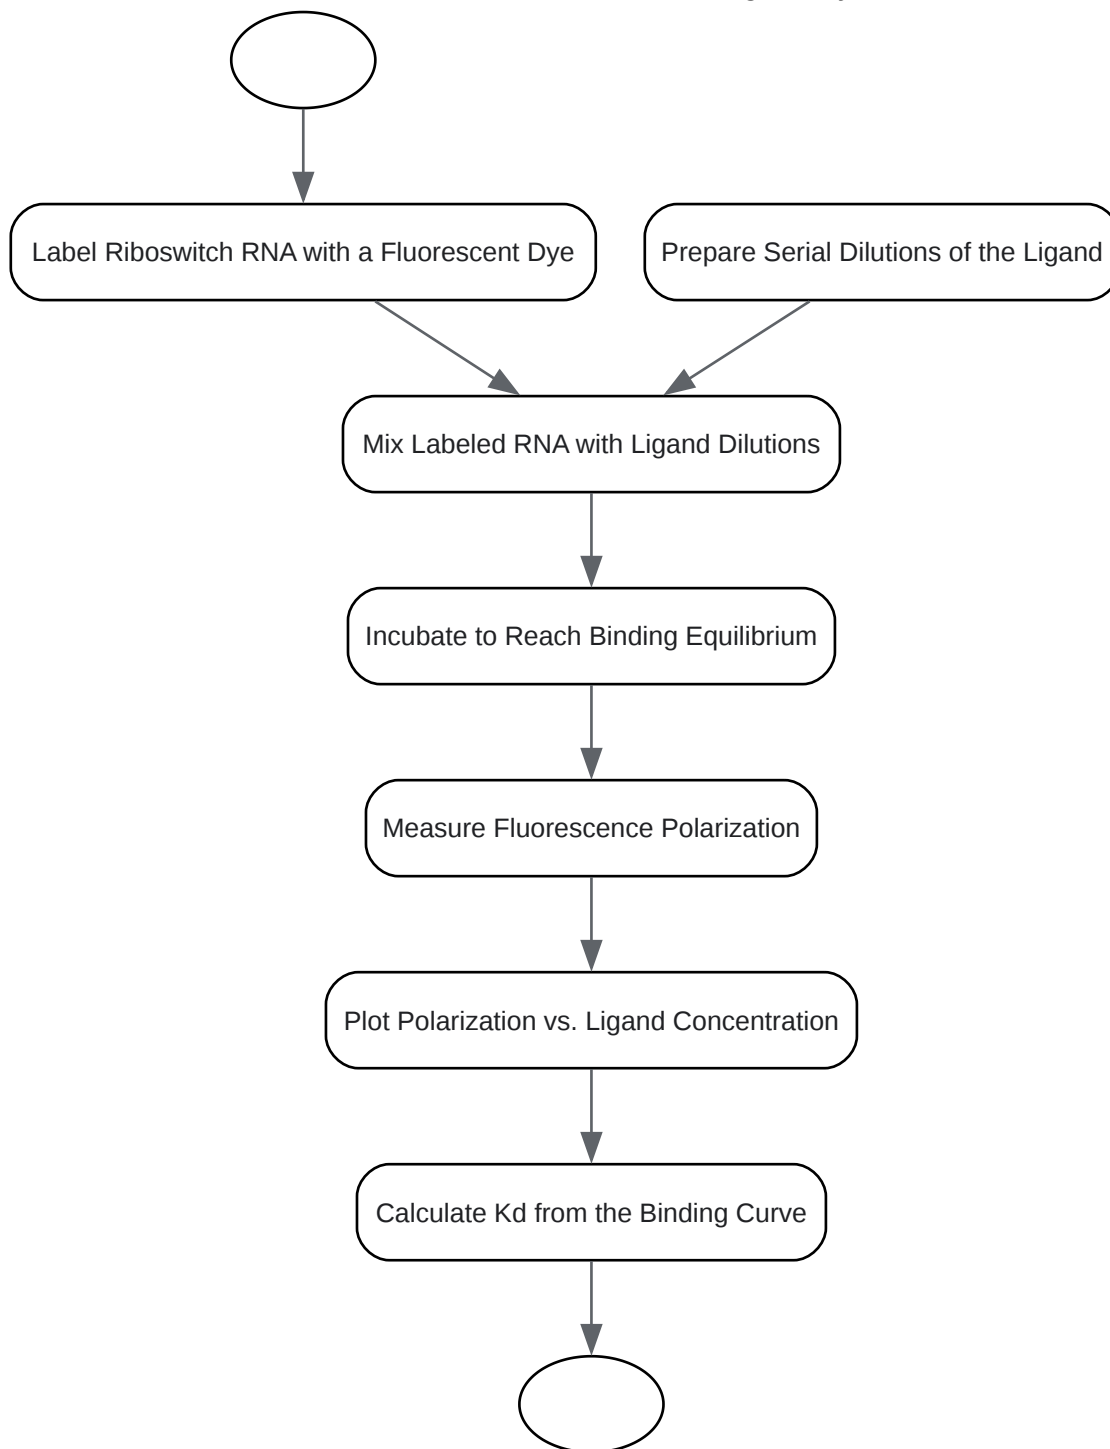 Label Riboswitch RNA with a Fluorescent Dye
Prepare Serial Dilutions of the Ligand
Mix Labeled RNA with Ligand Dilutions
Incubate to Reach Binding Equilibrium
Measure Fluorescence Polarization
Plot Polarization vs. Ligand Concentration
Calculate Kd from the Binding Curve